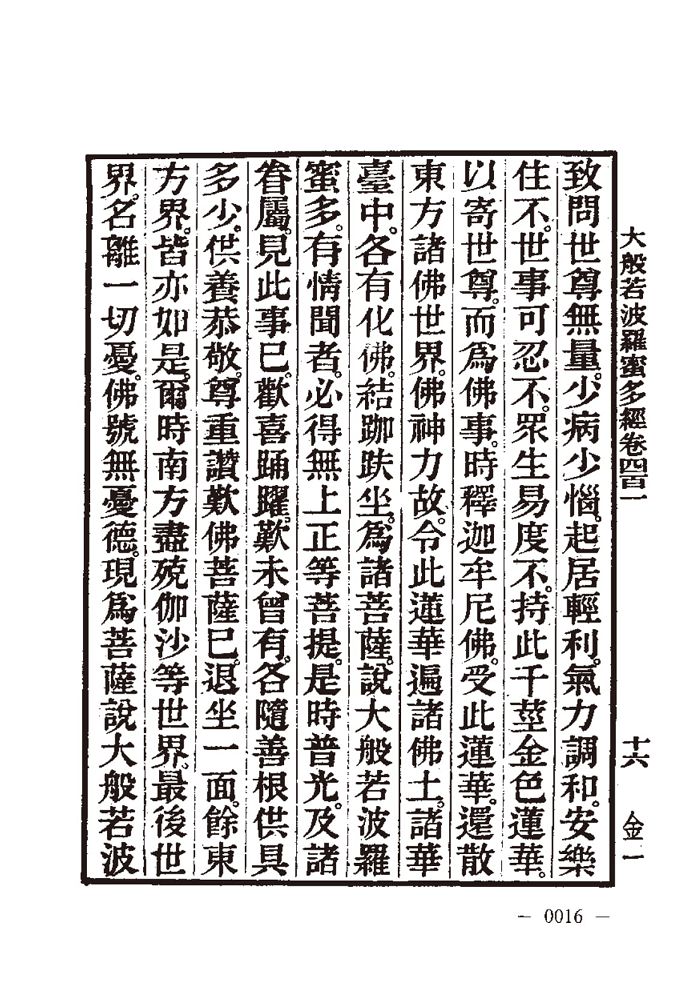 大般若波羅蜜多經卷四百一 十六 金一
致問世尊無量。少病少惱。起居輕利。氣力調和。安樂
住不。世事可忍不。眾生易度不。持此千莖金色蓮華。
以寄世尊。而為佛事。時釋迦牟尼佛。受此蓮華。還散
東方諸佛世界。佛神力故。令此蓮華遍諸佛土。諸華
臺中。各有化佛。結跏趺坐。為諸菩薩。說大般若波羅
蜜多。有情聞者。必得無上正等菩提。是時普光。及諸
眷屬。見此事已。歡喜踊躍。歎未曾有。各隨善根供具
多少。供養恭敬。尊重讚歎佛菩薩已。退坐一面。餘東
方界。皆亦如是。爾時南方盡殑伽沙等世界。最後世
界。名離一切憂。佛號無憂德。現為菩薩說大般若波
— 0016 —